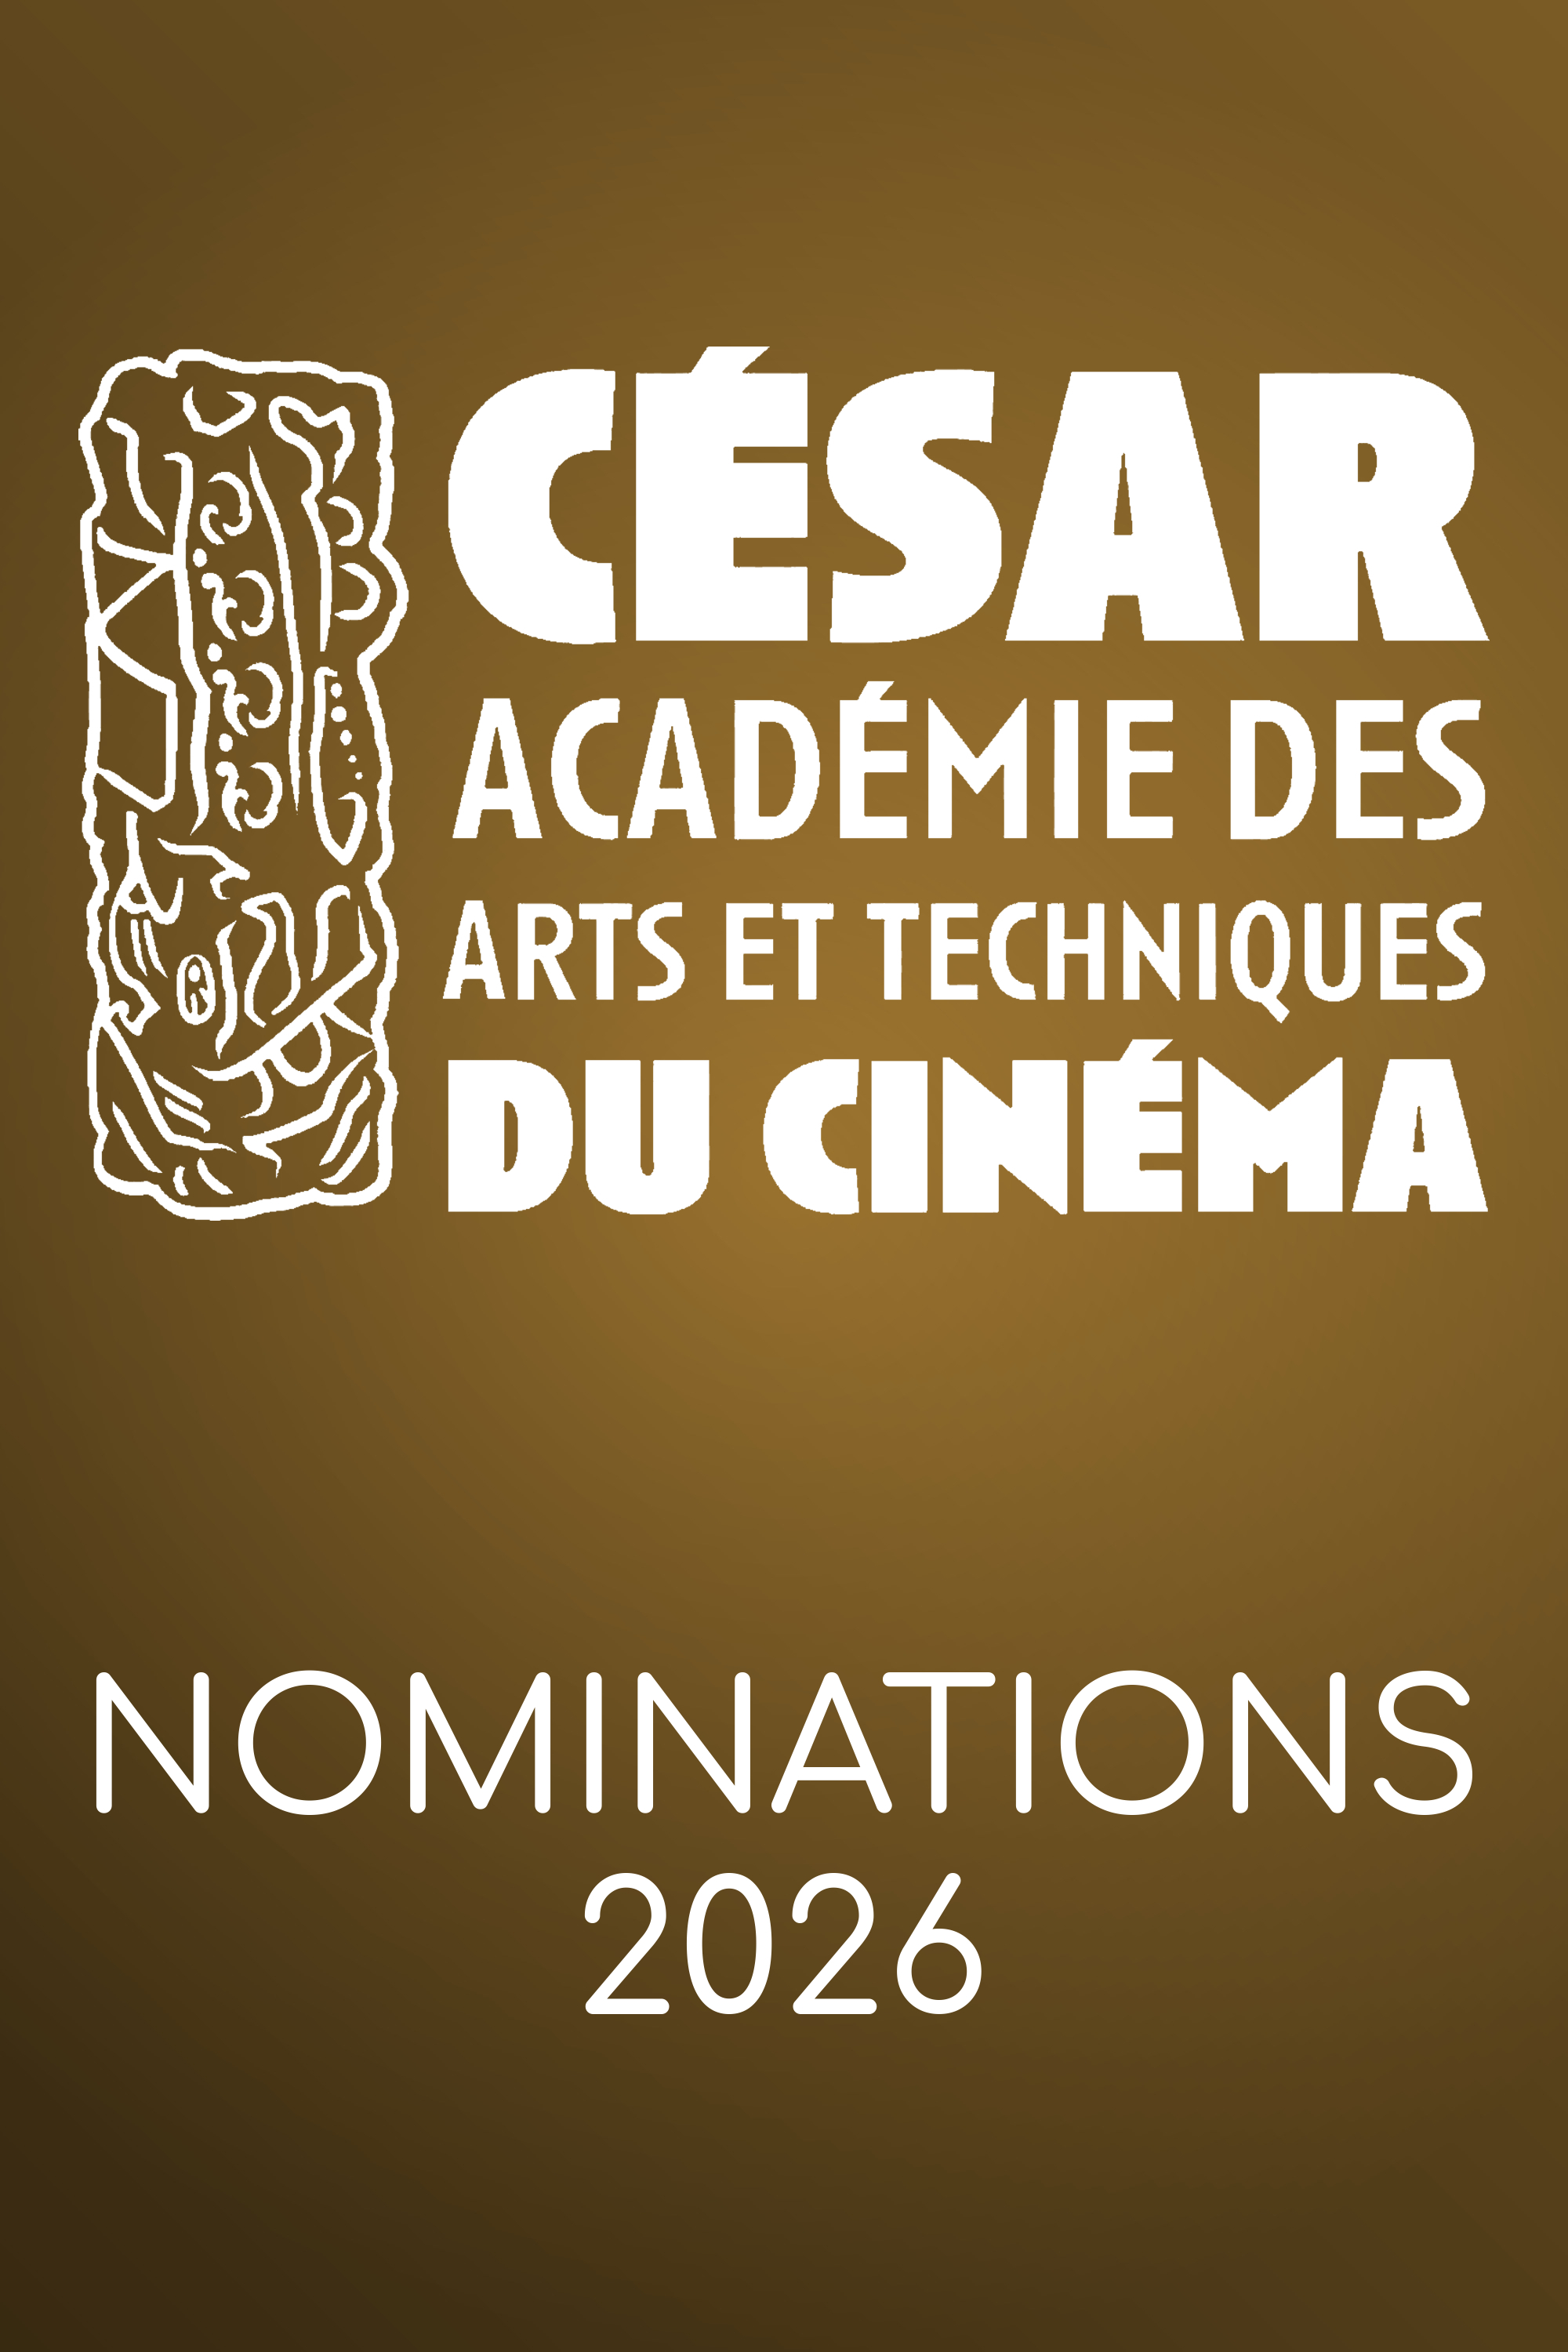 CÉSAR
ACADÉMIE DES
ARTS ET TECHNIQUES
DU CINÉMA
NOMINATIONS
2026